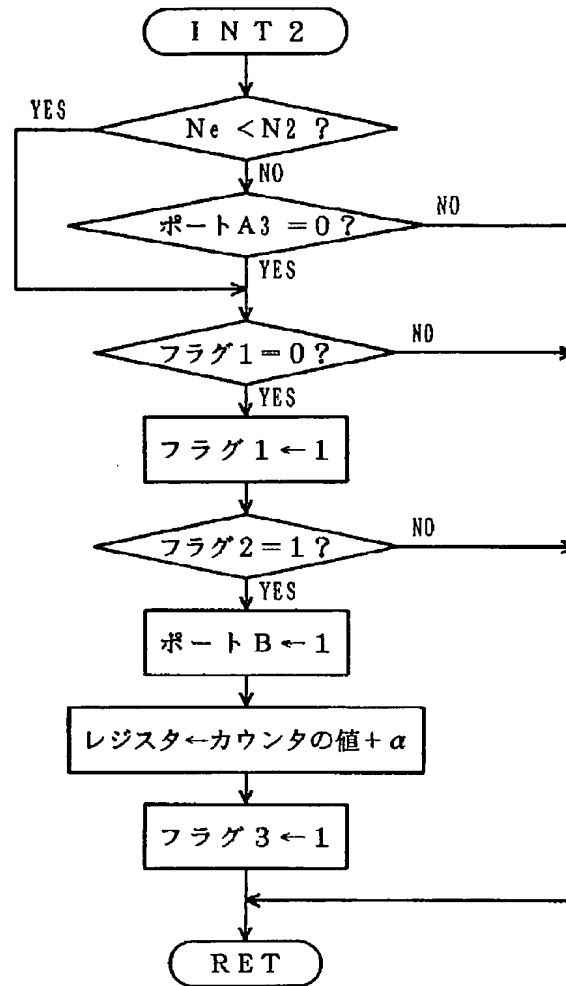 INT2
YES
Ne<N2?
NO
ポートA3=0?
NO
YES
フラグ1=0?
NO
YES
フラグ1←1
フラグ2=1?
NO
YES
ポートB←1
レジスタ←カウンタの値+α
フラグ3←1
RET